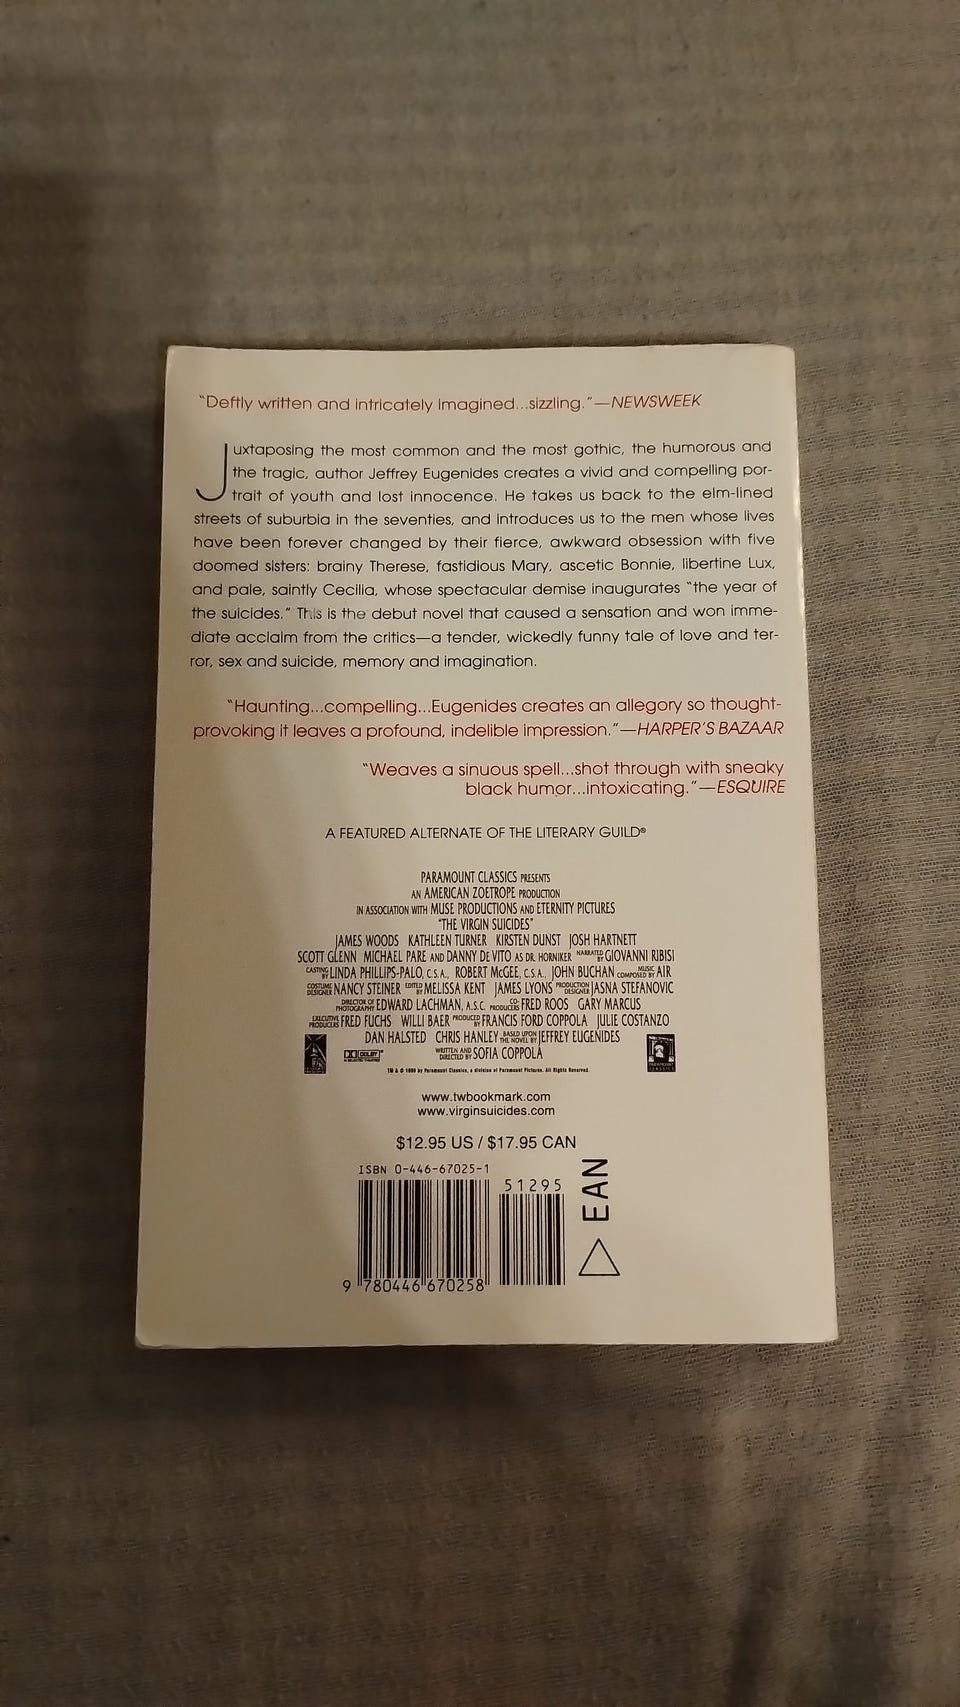 "Deftly written and intricately imagined...sizzling."—NEWSWEEK
Juxtaposing the most common and the most gothic, the humorous and
the tragic, author Jeffrey Eugenides creates a vivid and compelling por-
trait of youth and lost innocence. He takes us back to the elm-lined
streets of suburbia in the seventies, and introduces us to the men whose lives
have been forever changed by their fierce, awkward obsession with five
doomed sisters: brainy Therese, fastidious Mary, ascetic Bonnie, libertine Lux,
and pale, saintly Cecilia, whose spectacular demise inaugurates "the year of
the suicides." This is the debut novel that caused a sensation and won imme-
diate acclaim from the critics—a tender, wickedly funny tale of love and ter-
ror, sex and suicide, memory and imagination.
"Haunting...compelling...Eugenides creates an allegory so thought-
provoking it leaves a profound, indelible impression."—HARPER'S BAZAAR
"Weaves a sinuous spell...shot through with sneaky
black humor...intoxicating."—ESQUIRE
A FEATURED ALTERNATE OF THE LITERARY GUILD®
PARAMOUNT CLASSICS PRESENTS
AN AMERICAN ZOETROPE PRODUCTION
IN ASSOCIATION WITH MUSE PRODUCTIONS AND ETERNITY PICTURES
"THE VIRGIN SUICIDES"
JAMES WOODS KATHLEEN TURNER KIRSTEN DUNST JOSH HARTNETT
SCOTT GLENN MICHAEL PARE AND DANNY DE VITO AS DR. HORNIKER NARRATED BY GIOVANNI RIBISI
CASTING BY LINDA PHILLIPS-PALO, C.S.A., ROBERT McGEE, C.S.A., JOHN BUCHAN MUSIC COMPOSED BY AIR
COSTUME DESIGNER NANCY STEINER EDITED BY MELISSA KENT JAMES LYONS PRODUCTION DESIGNER JASNA STEFANOVIC
DIRECTOR OF PHOTOGRAPHY EDWARD LACHMAN, A.S.C. CO-PRODUCERS FRED ROOS GARY MARCUS
EXECUTIVE PRODUCERS FRED FUCHS WILLI BAER PRODUCED BY FRANCIS FORD COPPOLA JULIE COSTANZO
DAN HALSTED CHRIS HANLEY BASED UPON THE NOVEL BY JEFFREY EUGENIDES
DOLBY WRITTEN AND DIRECTED BY SOFIA COPPOLA
TM & © 1999 by Paramount Classics, a division of Paramount Pictures. All Rights Reserved.
www.twbookmark.com
www.virginsuicides.com
$12.95 US / $17.95 CAN
ISBN 0-446-67025-1
51295
EAN
9 780446 670258